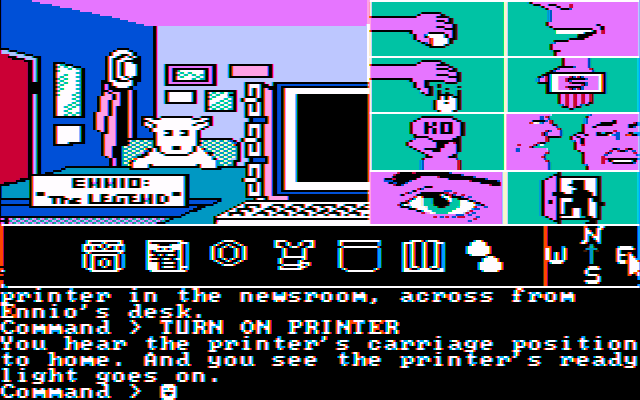 ENNIO:
"The LEGEND"
$
KO
N
W E
S
printer in the newsroom, across from
Ennio's desk.
Command > TURN ON PRINTER
You hear the printer's carriage position
to home. And you see the printer's ready
light goes on.
Command >